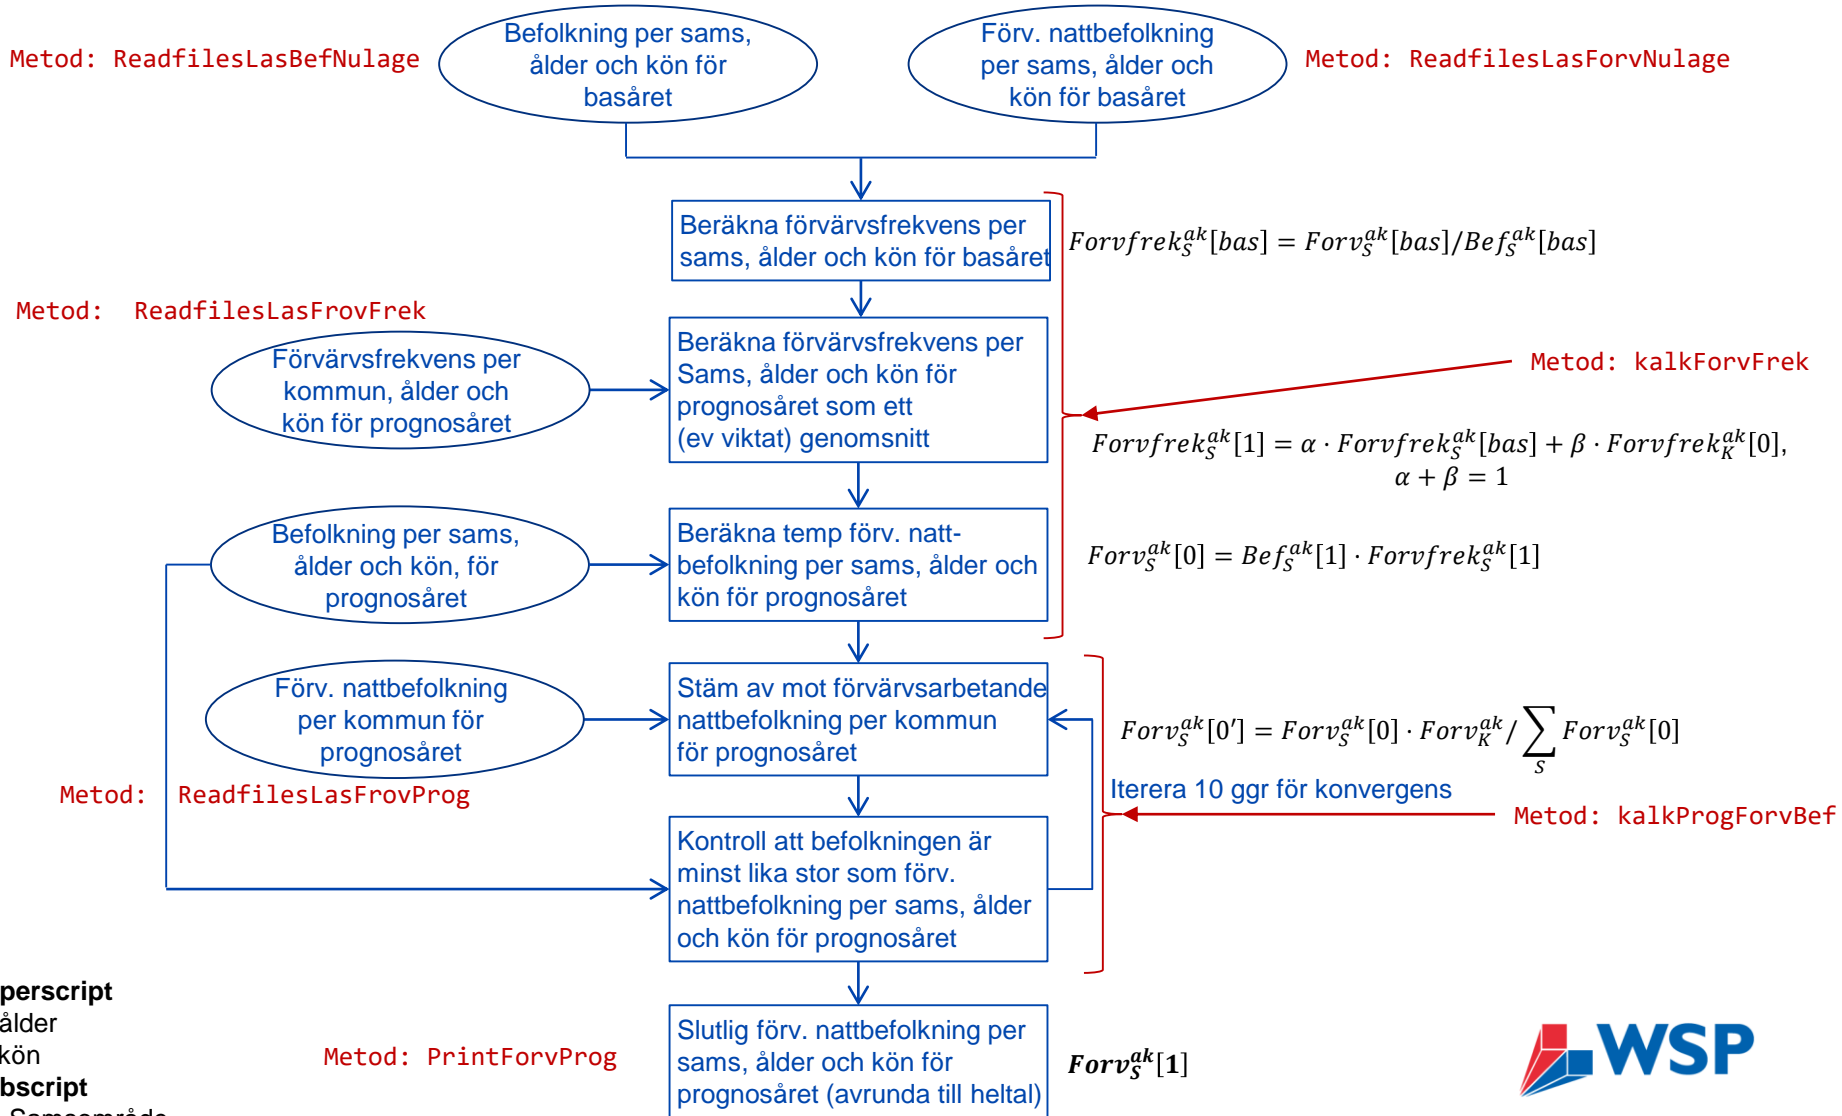 Metod: ReadfilesLasBefNulage
Befolkning per sams,
ålder och kön för
basåret
Förv. nattbefolkning
per sams, ålder och
kön för basåret
Metod: ReadfilesLasForvNulage
Beräkna förvärvsfrekvens per
sams, ålder och kön för basåret
Forvfrek_S^{ak}[bas] = Forv_S^{ak}[bas]/Bef_S^{ak}[bas]
Metod: ReadfilesLasFrovFrek
Förvärvsfrekvens per
kommun, ålder och
kön för prognosåret
Beräkna förvärvsfrekvens per
Sams, ålder och kön för
prognosåret som ett
(ev viktat) genomsnitt
Metod: kalkForvFrek
Forvfrek_S^{ak}[1] = α · Forvfrek_S^{ak}[bas] + β · Forvfrek_K^{ak}[0],
α + β = 1
Befolkning per sams,
ålder och kön, för
prognosåret
Beräkna temp förv. natt-
befolkning per sams, ålder och
kön för prognosåret
Forv_S^{ak}[0] = Bef_S^{ak}[1] · Forvfrek_S^{ak}[1]
Förv. nattbefolkning
per kommun för
prognosåret
Stäm av mot förvärvsarbetande
nattbefolkning per kommun
för prognosåret
Forv_S^{ak}[0′] = Forv_S^{ak}[0] · Forv_K^{ak}/∑_S Forv_S^{ak}[0]
Metod: ReadfilesLasFrovProg
Iterera 10 ggr för konvergens
Metod: kalkProgForvBef
Kontroll att befolkningen är
minst lika stor som förv.
nattbefolkning per sams, ålder
och kön för prognosåret
perscript
ålder
kön
bscript
Samsområde
Metod: PrintForvProg
Slutlig förv. nattbefolkning per
sams, ålder och kön för
prognosåret (avrunda till heltal)
Forv_S^{ak}[1]
WSP